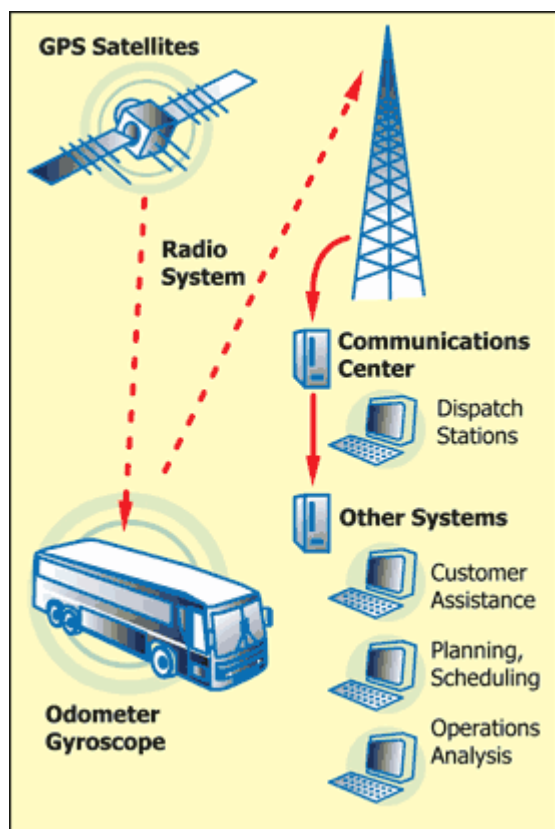 GPS Satellites
Radio
System
Communications
Center
Dispatch
Stations
Other Systems
Customer
Assistance
Planning,
Scheduling
Operations
Analysis
Odometer
Gyroscope